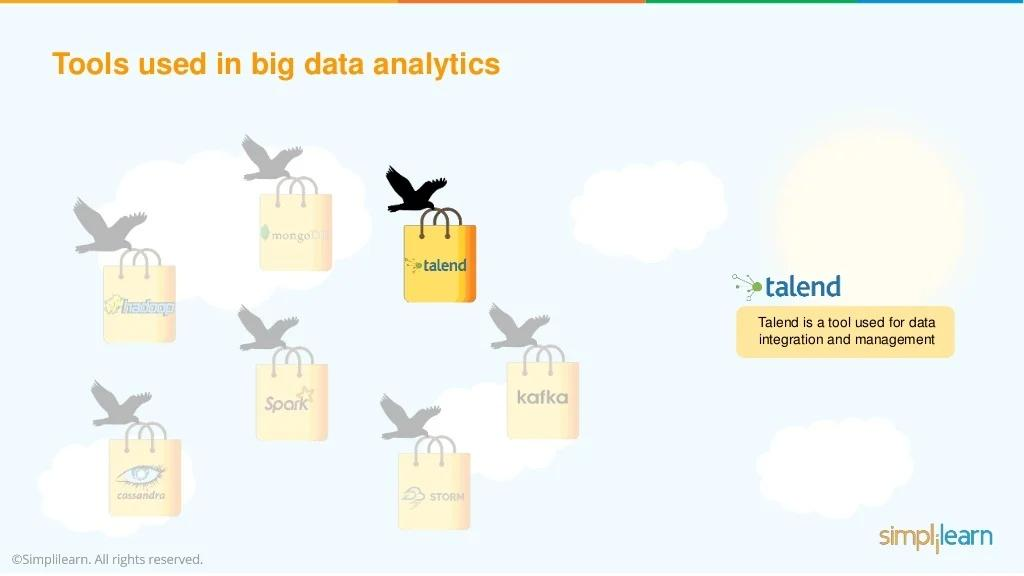 Tools used in big data analytics
mongoDB
talend
hadoop
talend
Talend is a tool used for data
integration and management
Spark
kafka
cassandra
STORM
simplilearn
©Simplilearn. All rights reserved.